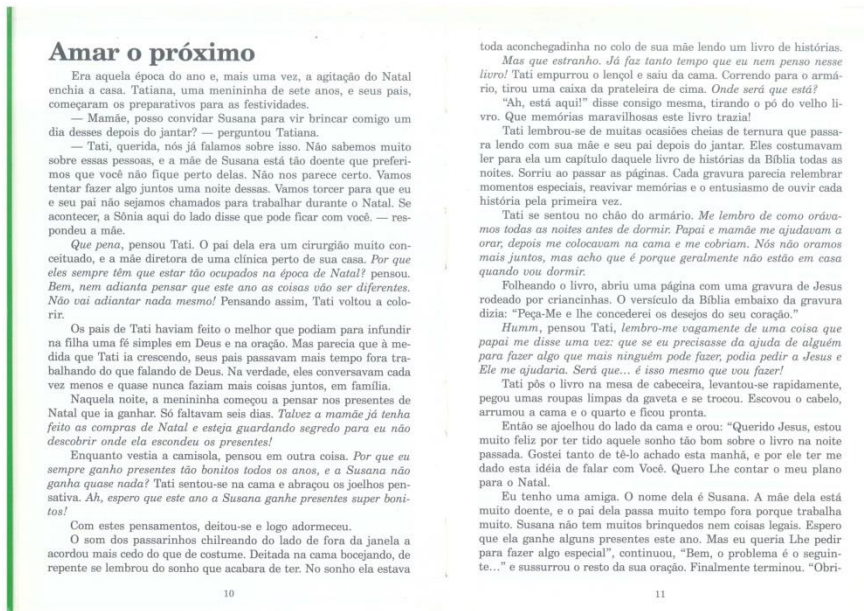 Amar o próximo
Era aquela época do ano e, mais uma vez, a agitação do Natal
enchia a casa. Tatiana, uma menininha de sete anos, e seus pais,
começaram os preparativos para as festividades.
— Mamãe, posso convidar Susana para vir brincar comigo um
dia desses depois do jantar? — perguntou Tatiana.
— Tati, querida, nós já falamos sobre isso. Não sabemos muito
sobre essas pessoas, e a mãe de Susana está tão doente que preferi-
mos que você não fique perto delas. Não nos parece certo. Vamos
tentar fazer algo juntos uma noite dessas. Vamos torcer para que eu
e seu pai não sejamos chamados para trabalhar durante o Natal. Se
acontecer, a Sônia aqui do lado disse que pode ficar com você. — res-
pondeu a mãe.
Que pena, pensou Tati. O pai dela era um cirurgião muito con-
ceituado, e a mãe diretora de uma clínica perto de sua casa. Por que
eles sempre têm que estar tão ocupados na época de Natal? pensou.
Bem, nem adianta pensar que este ano as coisas vão ser diferentes.
Não vai adiantar nada mesmo! Pensando assim, Tati voltou a colo-
rir.
Os pais de Tati haviam feito o melhor que podiam para infundir
na filha uma fé simples em Deus e na oração. Mas parecia que à me-
dida que Tati ia crescendo, seus pais passavam mais tempo fora tra-
balhando do que falando de Deus. Na verdade, eles conversavam cada
vez menos e quase nunca faziam mais coisas juntos, em família.
Naquela noite, a menininha começou a pensar nos presentes de
Natal que ia ganhar. Só faltavam seis dias. Talvez a mamãe já tenha
feito as compras de Natal e esteja guardando segredo para eu não
descobrir onde ela escondeu os presentes!
Enquanto vestia a camisola, pensou em outra coisa. Por que eu
sempre ganho presentes tão bonitos todos os anos, e a Susana não
ganha quase nada? Tati sentou-se na cama e abraçou os joelhos pen-
sativa. Ah, espero que este ano a Susana ganhe presentes super boni-
tos!
Com estes pensamentos, deitou-se e logo adormeceu.
O som dos passarinhos chilreando do lado de fora da janela a
acordou mais cedo do que de costume. Deitada na cama bocejando, de
repente se lembrou do sonho que acabara de ter. No sonho ela estava
10
toda aconchegadinha no colo de sua mãe lendo um livro de histórias.
Mas que estranho. Já faz tanto tempo que eu nem penso nesse
livro! Tati empurrou o lençol e saiu da cama. Correndo para o armá-
rio, tirou uma caixa da prateleira de cima. Onde será que está?
"Ah, está aqui!" disse consigo mesma, tirando o pó do velho li-
vro. Que memórias maravilhosas este livro trazia!
Tati lembrou-se de muitas ocasiões cheias de ternura que passa-
ra lendo com sua mãe e seu pai depois do jantar. Eles costumavam
ler para ela um capítulo daquele livro de histórias da Bíblia todas as
noites. Sorriu ao passar as páginas. Cada gravura parecia relembrar
momentos especiais, reavivar memórias e o entusiasmo de ouvir cada
história pela primeira vez.
Tati se sentou no chão do armário. Me lembro de como oráva-
mos todas as noites antes de dormir. Papai e mamãe me ajudavam a
orar, depois me colocavam na cama e me cobriam. Nós não oramos
mais juntos, mas acho que é porque geralmente não estão em casa
quando vou dormir.
Folheando o livro, abriu uma página com uma gravura de Jesus
rodeado por criancinhas. O versículo da Bíblia embaixo da gravura
dizia: "Peça-Me e lhe concederei os desejos do seu coração."
Humm, pensou Tati, lembro-me vagamente de uma coisa que
papai me disse uma vez: que se eu precisasse da ajuda de alguém
para fazer algo que mais ninguém pode fazer, podia pedir a Jesus e
Ele me ajudaria. Será que... é isso mesmo que vou fazer!
Tati pôs o livro na mesa de cabeceira, levantou-se rapidamente,
pegou umas roupas limpas da gaveta e se trocou. Escovou o cabelo,
arrumou a cama e o quarto e ficou pronta.
Então se ajoelhou do lado da cama e orou: "Querido Jesus, estou
muito feliz por ter tido aquele sonho tão bom sobre o livro na noite
passada. Gostei tanto de tê-lo achado esta manhã, e por ele ter me
dado esta idéia de falar com Você. Quero Lhe contar o meu plano
para o Natal.
Eu tenho uma amiga. O nome dela é Susana. A mãe dela está
muito doente, e o pai dela passa muito tempo fora porque trabalha
muito. Susana não tem muitos brinquedos nem coisas legais. Espero
que ela ganhe alguns presentes este ano. Mas eu queria Lhe pedir
para fazer algo especial", continuou, "Bem, o problema é o seguin-
te..." e sussurrou o resto da sua oração. Finalmente terminou. "Obri-
11